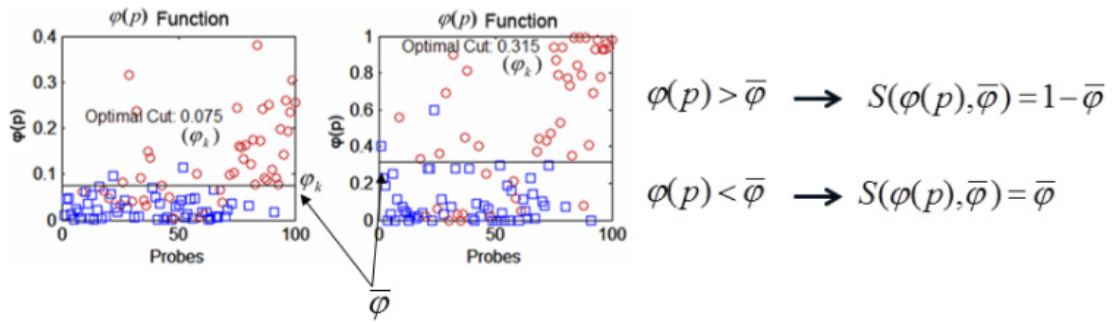 φ(p) Function
0.4
0.3
0.2
0.1
0
φ(p)
Optimal Cut: 0.075
(φₖ)
φₖ
0
50
100
Probes
φ(p) Function
1
0.8
0.6
0.4
0.2
0
Optimal Cut: 0.315
(φₖ)
0
50
100
Probes
φ̅
φ(p) > φ̅ → S(φ(p), φ̅) = 1 − φ̅
φ(p) < φ̅ → S(φ(p), φ̅) = φ̅